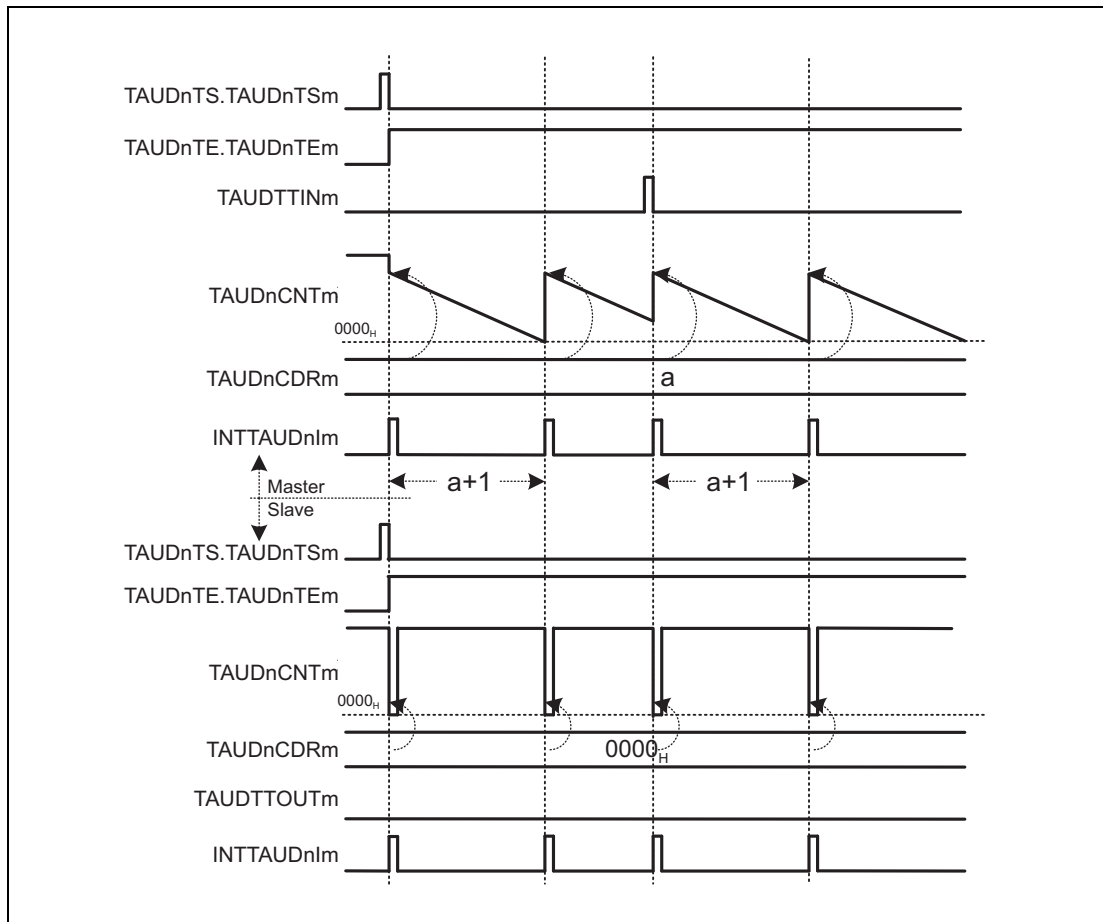 TAUDnTS.TAUDnTSm
TAUDnTE.TAUDnTEm
TAUDTTINm
TAUDnCNTm
0000H
TAUDnCDRm
a
INTTAUDnIm
a+1
a+1
Master
Slave
TAUDnTS.TAUDnTSm
TAUDnTE.TAUDnTEm
TAUDnCNTm
0000H
TAUDnCDRm
0000H
TAUDTTOUTm
INTTAUDnIm